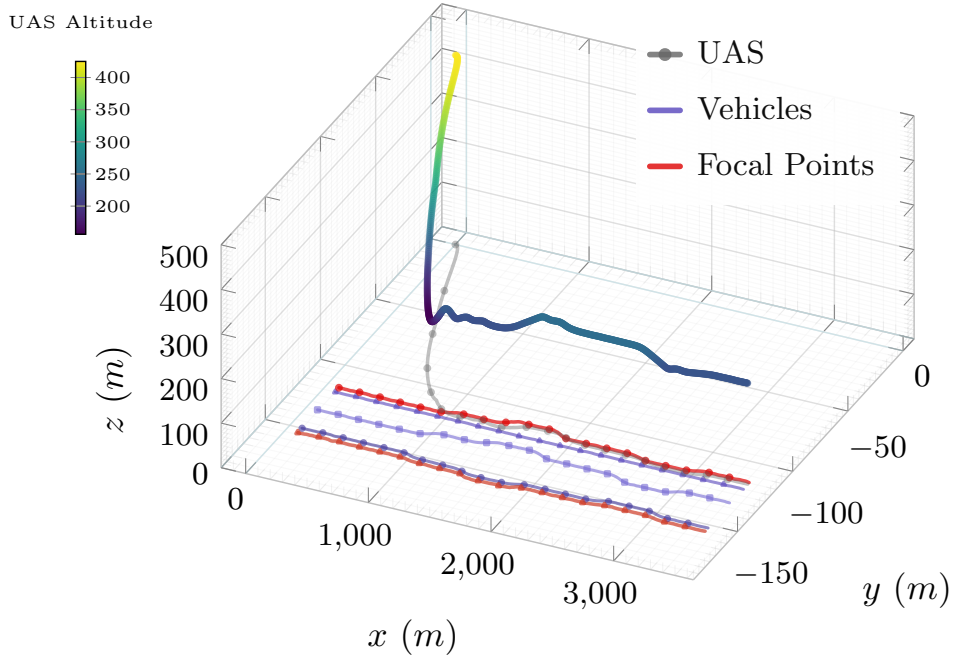 UAS Altitude
400
350
300
250
200
UAS
Vehicles
Focal Points
500
400
300
200
100
0
z (m)
0
1,000
2,000
3,000
x (m)
0
−50
−100
−150
y (m)